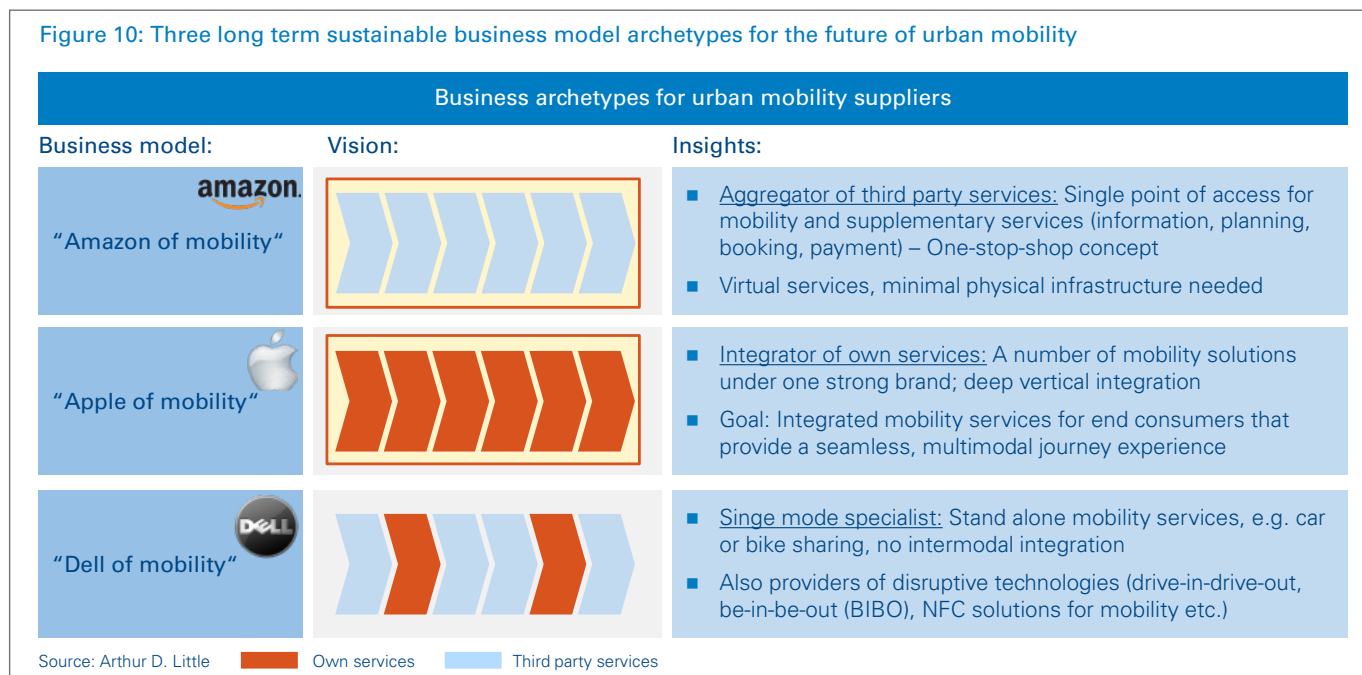 Figure 10: Three long term sustainable business model archetypes for the future of urban mobility
Business archetypes for urban mobility suppliers
Business model:
Vision:
Insights:
amazon.
“Amazon of mobility“
■ Aggregator of third party services: Single point of access for
mobility and supplementary services (information, planning,
booking, payment) – One-stop-shop concept
■ Virtual services, minimal physical infrastructure needed
“Apple of mobility“
■ Integrator of own services: A number of mobility solutions
under one strong brand; deep vertical integration
■ Goal: Integrated mobility services for end consumers that
provide a seamless, multimodal journey experience
DELL
“Dell of mobility“
■ Singe mode specialist: Stand alone mobility services, e.g. car
or bike sharing, no intermodal integration
■ Also providers of disruptive technologies (drive-in-drive-out,
be-in-be-out (BIBO), NFC solutions for mobility etc.)
Source: Arthur D. Little
Own services
Third party services